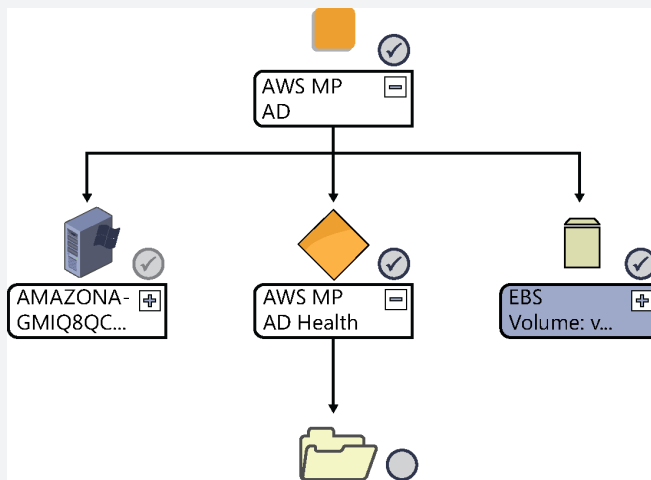 AWS MP
AD
AMAZONA-
GMIQ8QC...
AWS MP
AD Health
EBS
Volume: v...